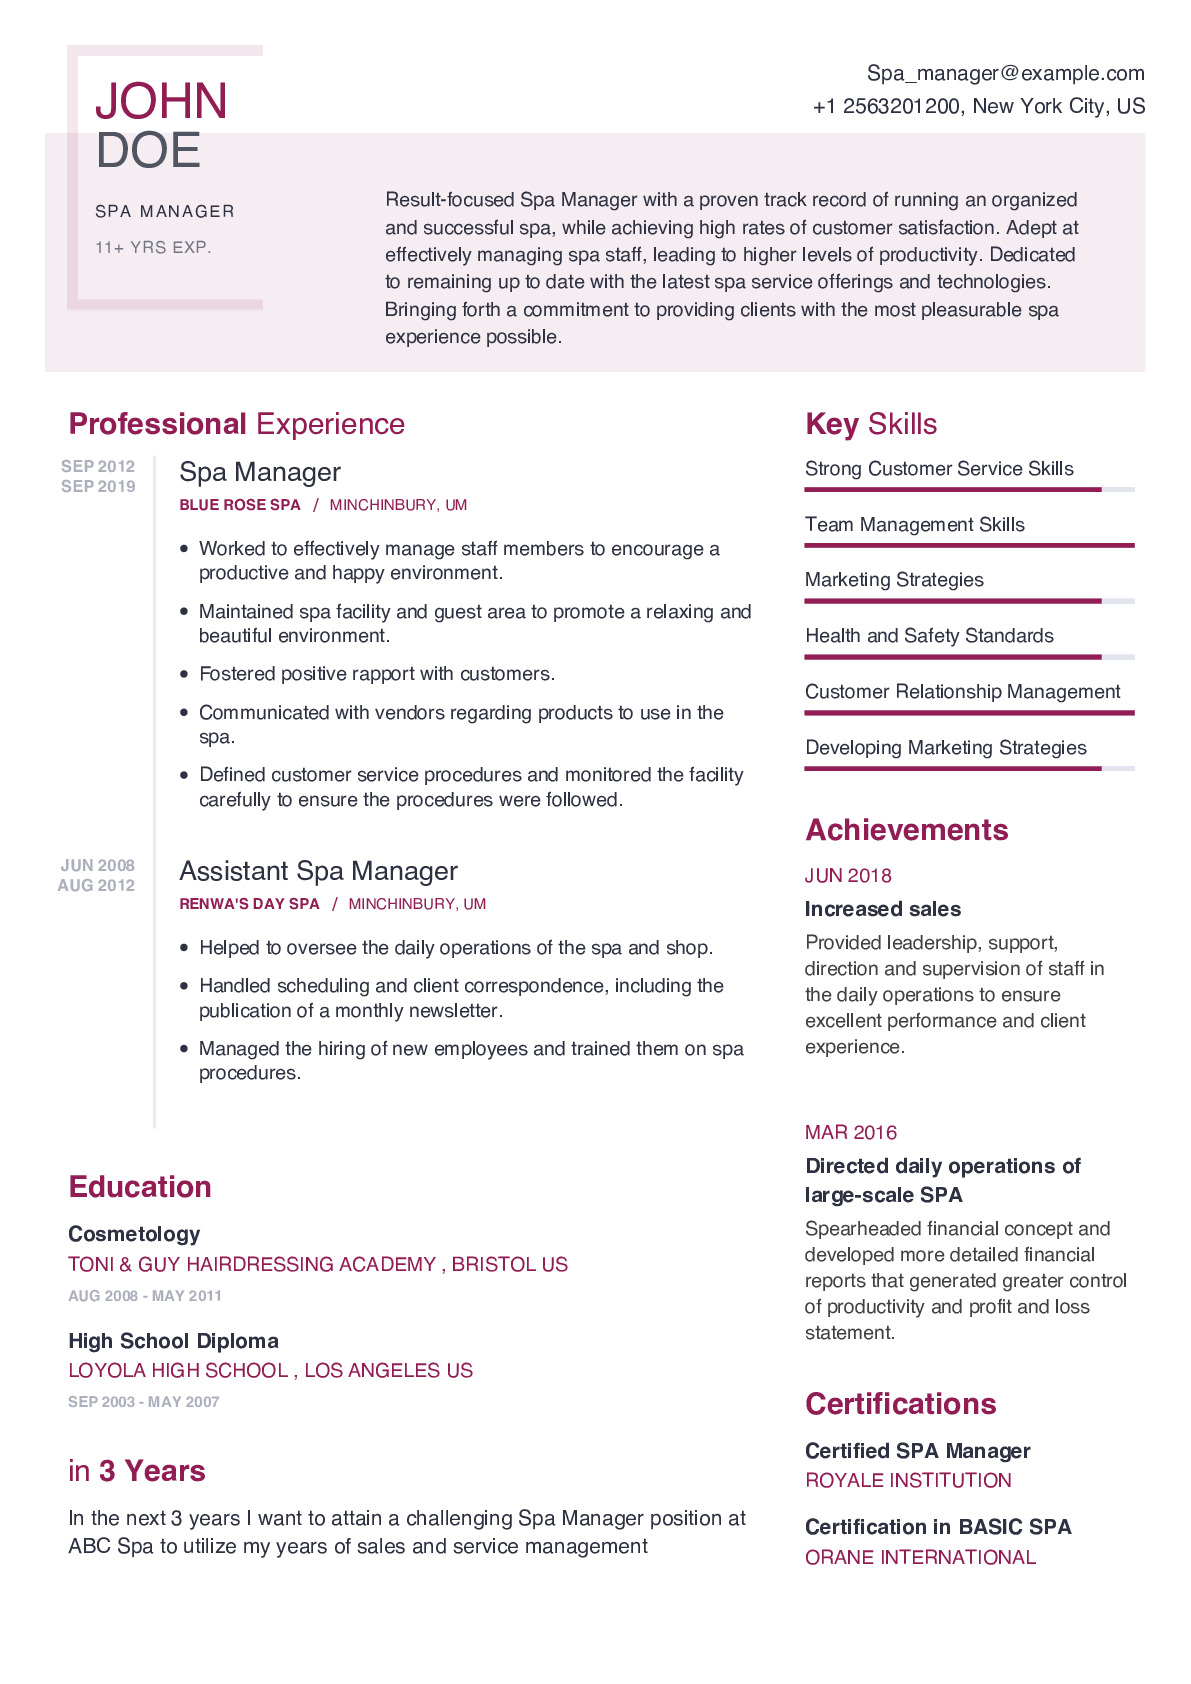 JOHN
DOE
SPA MANAGER
11+ YRS EXP.
Spa_manager@example.com
+1 2563201200, New York City, US
Result-focused Spa Manager with a proven track record of running an organized
and successful spa, while achieving high rates of customer satisfaction. Adept at
effectively managing spa staff, leading to higher levels of productivity. Dedicated
to remaining up to date with the latest spa service offerings and technologies.
Bringing forth a commitment to providing clients with the most pleasurable spa
experience possible.
Professional Experience
SEP 2012
SEP 2019
Spa Manager
BLUE ROSE SPA / MINCHINBURY, UM
• Worked to effectively manage staff members to encourage a
productive and happy environment.
• Maintained spa facility and guest area to promote a relaxing and
beautiful environment.
• Fostered positive rapport with customers.
• Communicated with vendors regarding products to use in the
spa.
• Defined customer service procedures and monitored the facility
carefully to ensure the procedures were followed.
JUN 2008
AUG 2012
Assistant Spa Manager
RENWA'S DAY SPA / MINCHINBURY, UM
• Helped to oversee the daily operations of the spa and shop.
• Handled scheduling and client correspondence, including the
publication of a monthly newsletter.
• Managed the hiring of new employees and trained them on spa
procedures.
Education
Cosmetology
TONI & GUY HAIRDRESSING ACADEMY , BRISTOL US
AUG 2008 - MAY 2011
High School Diploma
LOYOLA HIGH SCHOOL , LOS ANGELES US
SEP 2003 - MAY 2007
in 3 Years
In the next 3 years I want to attain a challenging Spa Manager position at
ABC Spa to utilize my years of sales and service management
Key Skills
Strong Customer Service Skills
Team Management Skills
Marketing Strategies
Health and Safety Standards
Customer Relationship Management
Developing Marketing Strategies
Achievements
JUN 2018
Increased sales
Provided leadership, support,
direction and supervision of staff in
the daily operations to ensure
excellent performance and client
experience.
MAR 2016
Directed daily operations of
large-scale SPA
Spearheaded financial concept and
developed more detailed financial
reports that generated greater control
of productivity and profit and loss
statement.
Certifications
Certified SPA Manager
ROYALE INSTITUTION
Certification in BASIC SPA
ORANE INTERNATIONAL